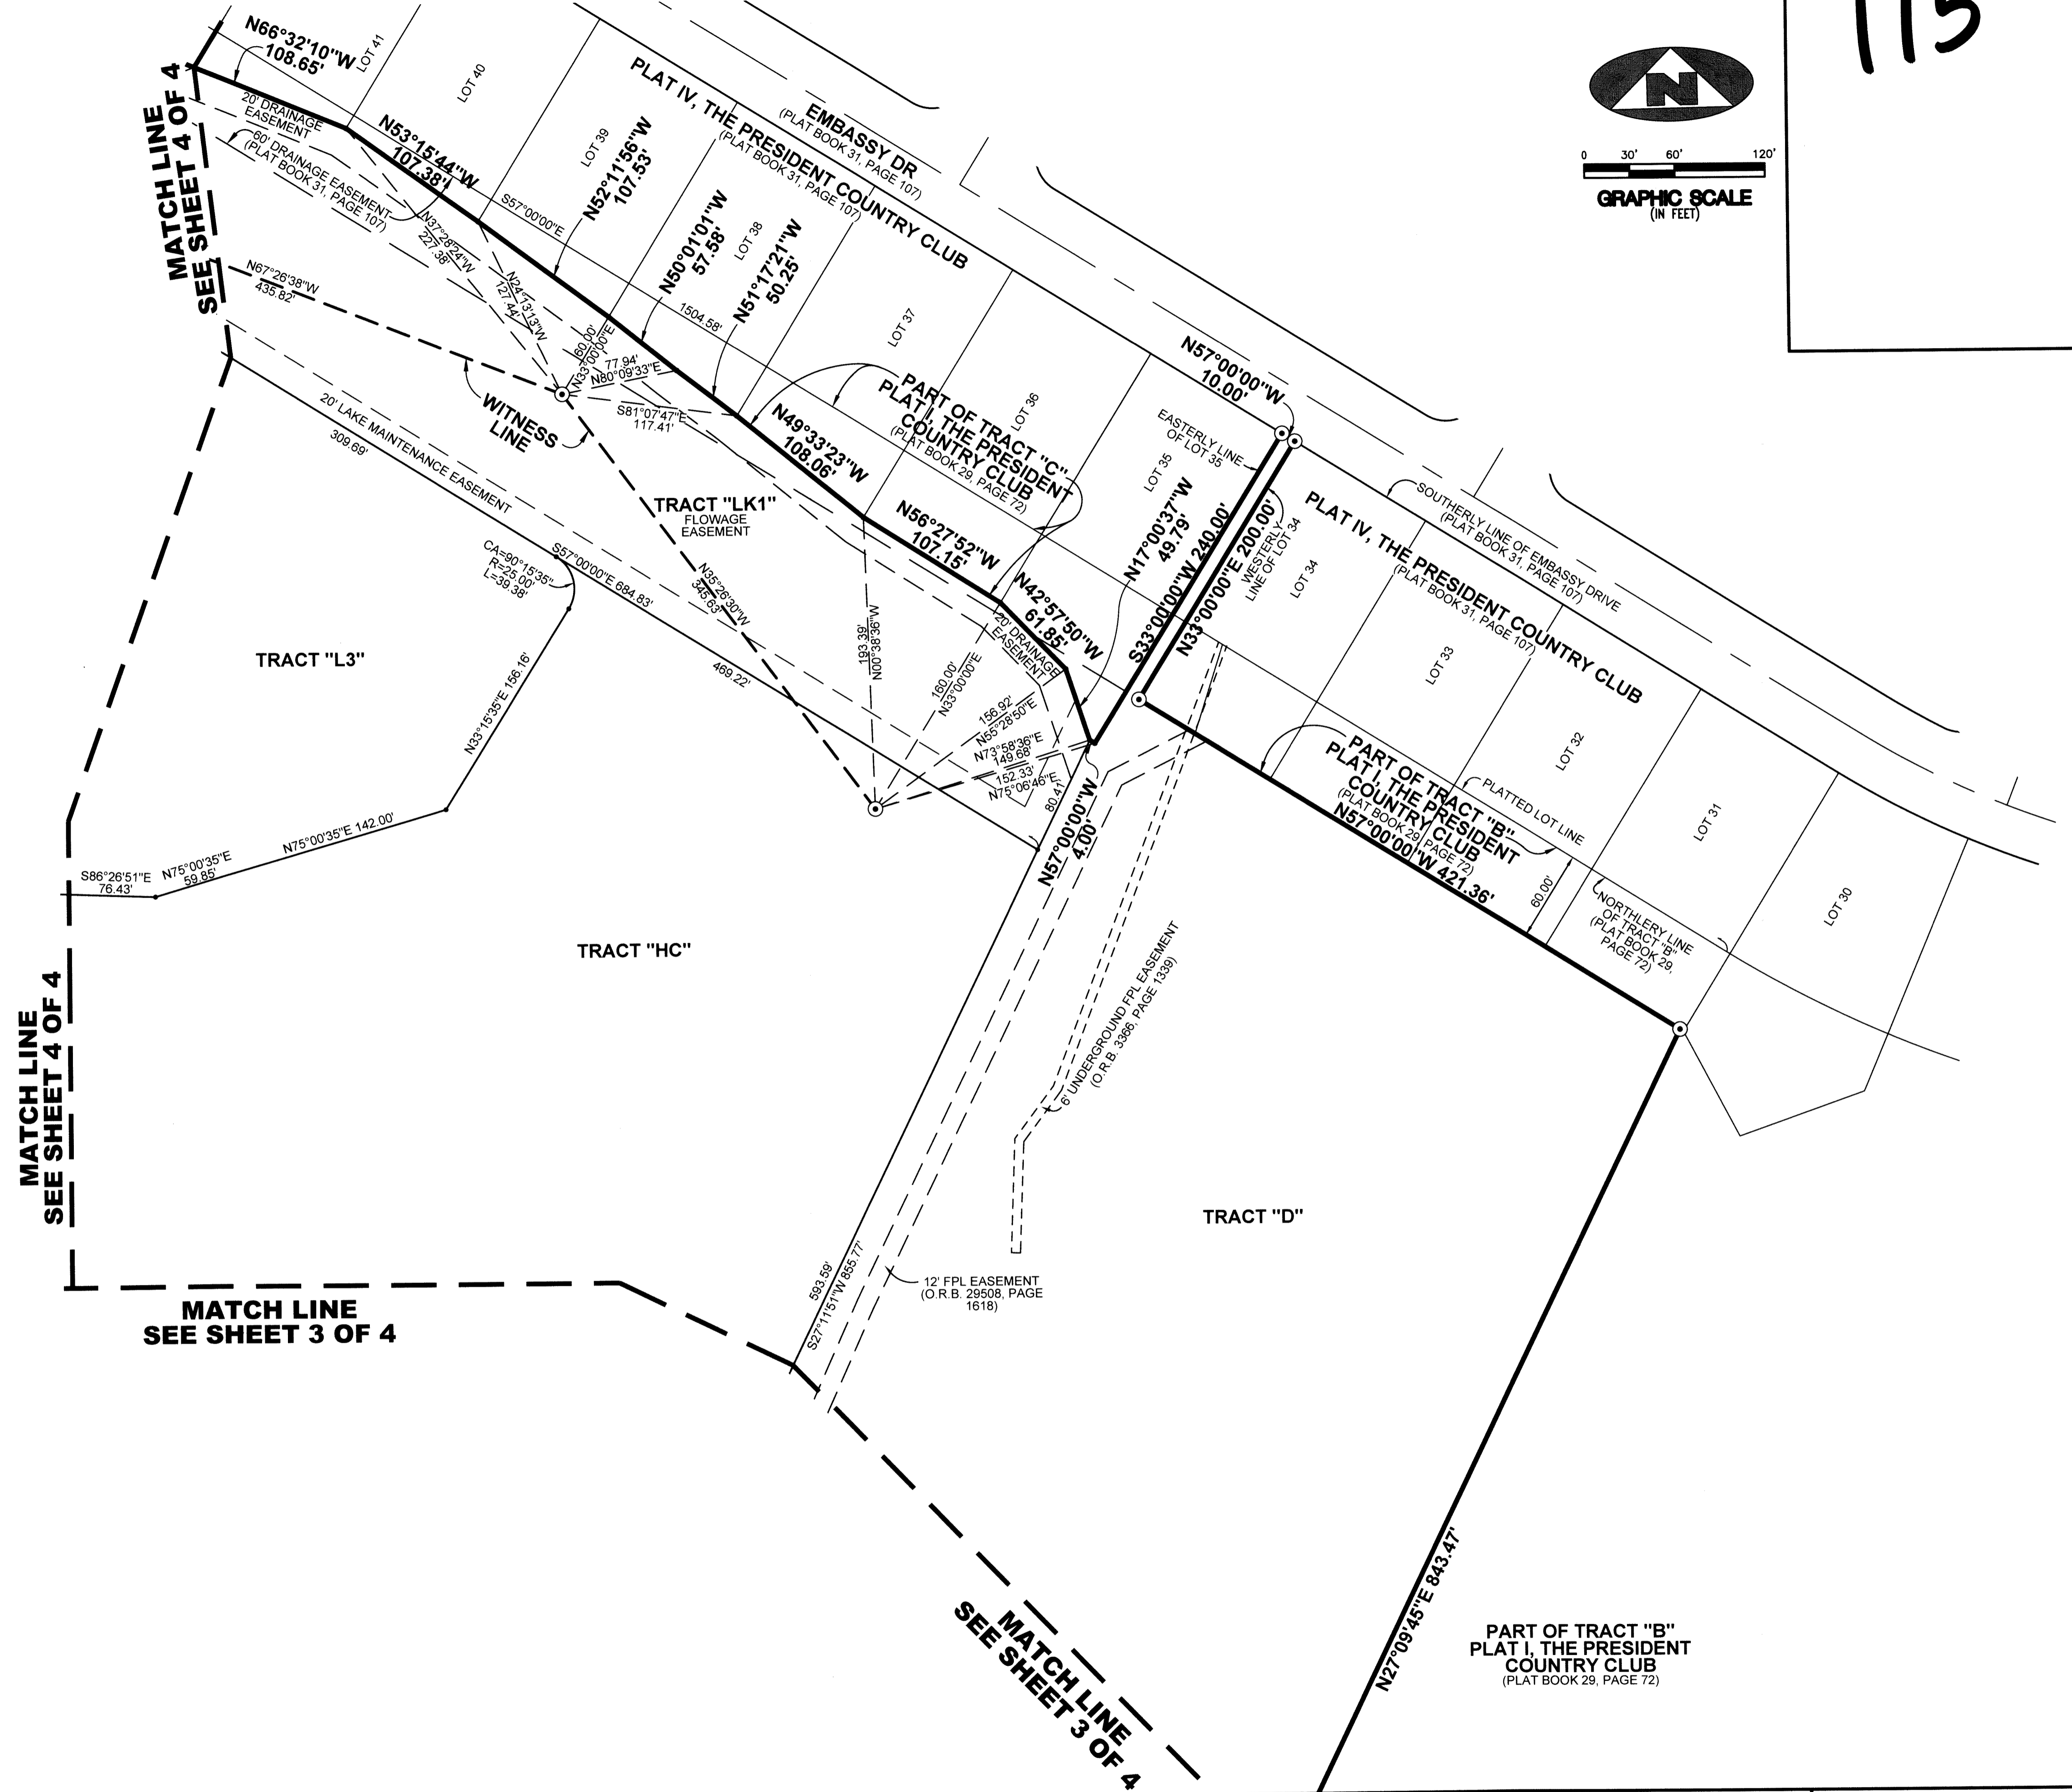 115
N
0 30' 60' 120'
GRAPHIC SCALE
(IN FEET)
N66°32'10"W
108.65'
LOT 41
LOT 40
20' DRAINAGE
EASEMENT
60' DRAINAGE EASEMENT
(PLAT BOOK 31, PAGE 107)
MATCH LINE
SEE SHEET 4 OF 4
N53°15'44"W
107.38'
PLAT IV, THE PRESIDENT COUNTRY CLUB
(PLAT BOOK 31, PAGE 107)
EMBASSY DR
(PLAT BOOK 31, PAGE 107)
LOT 39
N52°11'56"W
107.53'
S57°00'00"E
N50°01'01"W
57.58'
LOT 38
N51°17'21"W
50.25'
1504.58'
LOT 37
N37°28'24"W
227.38'
N24°13'13"W
127.44'
60.00'
N33°00'00"E
77.94'
N80°09'33"E
S81°07'47"E
117.41'
N67°26'38"W
435.82'
WITNESS
LINE
20' LAKE MAINTENANCE EASEMENT
309.69'
TRACT "LK1"
FLOWAGE
EASEMENT
N49°33'23"W
108.06'
PART OF TRACT "C"
PLAT I, THE PRESIDENT
COUNTRY CLUB
(PLAT BOOK 29, PAGE 72)
LOT 36
N57°00'00"W
10.00'
EASTERLY LINE
OF LOT 35
LOT 35
N17°00'37"W
49.79'
S33°00'00"W 240.00'
N33°00'00"E 200.00'
WESTERLY
LINE OF LOT 34
LOT 34
N56°27'52"W
107.15'
N42°57'50"W
61.85'
20' DRAINAGE
EASEMENT
CA=90°15'35"
R=25.00'
L=39.38'
S57°00'00"E 684.83'
N35°26'30"W
345.63'
469.22'
193.39'
N00°38'36"W
160.00'
N33°00'00"E
156.92'
N55°28'50"E
N73°58'36"E
149.68'
152.33'
N75°06'46"E
80.41'
N57°00'00"W
4.00'
SOUTHERLY LINE OF EMBASSY DRIVE
(PLAT BOOK 31, PAGE 107)
PLAT IV, THE PRESIDENT COUNTRY CLUB
(PLAT BOOK 31, PAGE 107)
LOT 33
LOT 32
LOT 31
LOT 30
PART OF TRACT "B"
PLAT I, THE PRESIDENT
COUNTRY CLUB
(PLAT BOOK 29, PAGE 72)
N57°00'00"W 421.36'
PLATTED LOT LINE
60.00'
NORTHLERY LINE
OF TRACT "B"
(PLAT BOOK 29,
PAGE 72)
TRACT "L3"
N33°15'35"E 156.16'
N75°00'35"E 142.00'
N75°00'35"E
59.85'
S86°26'51"E
76.43'
TRACT "HC"
6' UNDERGROUND FPL EASEMENT
(O.R.B. 3366, PAGE 1339)
MATCH LINE
SEE SHEET 4 OF 4
TRACT "D"
593.59'
S27°11'51"W 855.77'
12' FPL EASEMENT
(O.R.B. 29508, PAGE
1618)
MATCH LINE
SEE SHEET 3 OF 4
MATCH LINE
SEE SHEET 3 OF 4
N27°09'45"E 843.47'
PART OF TRACT "B"
PLAT I, THE PRESIDENT
COUNTRY CLUB
(PLAT BOOK 29, PAGE 72)